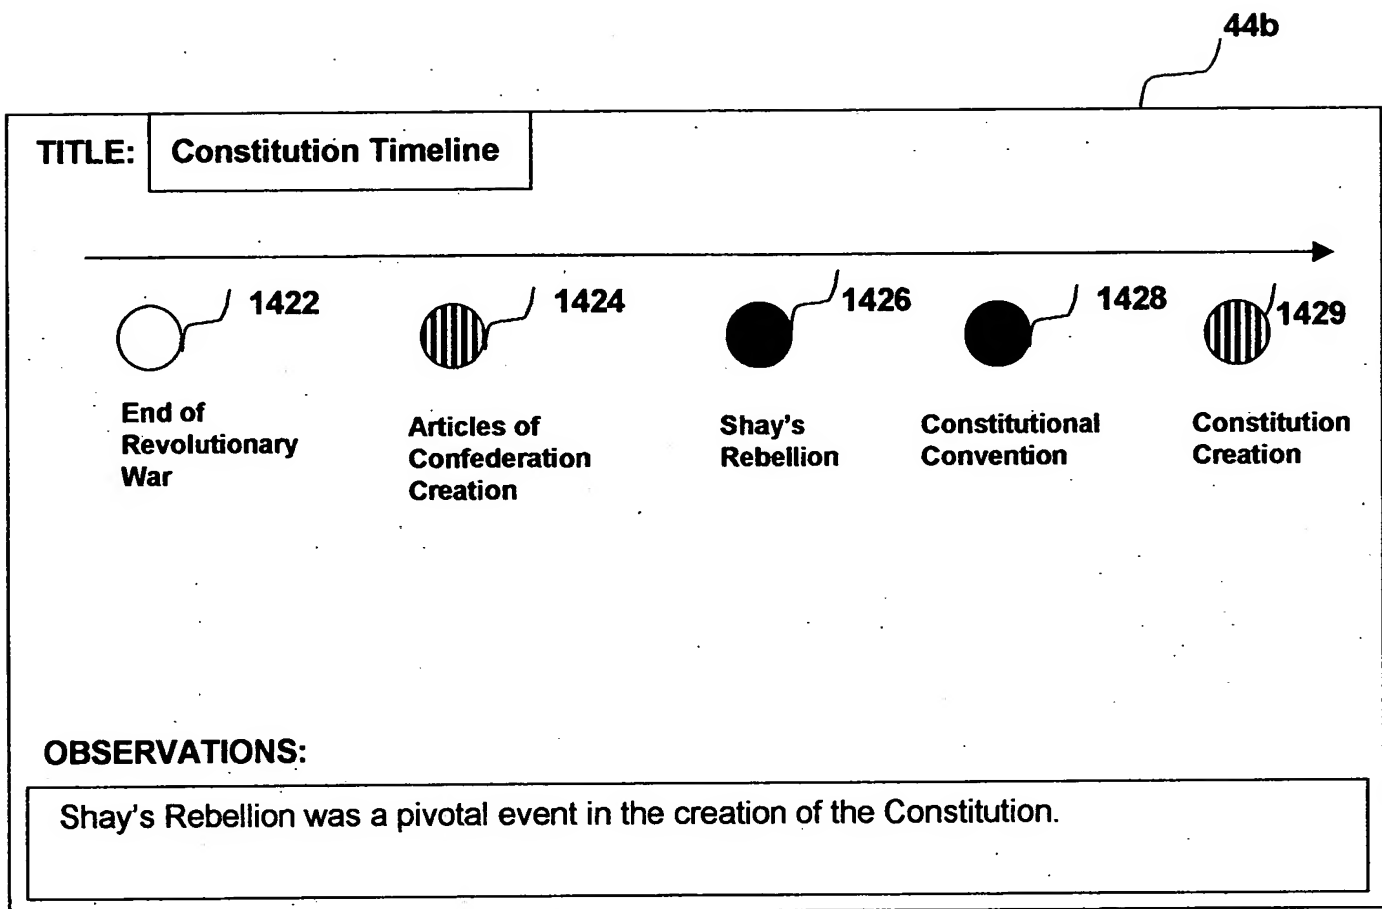 44b
TITLE: Constitution Timeline
1422
1424
1426
1428
1429
End of
Revolutionary
War
Articles of
Confederation
Creation
Shay's
Rebellion
Constitutional
Convention
Constitution
Creation
OBSERVATIONS:
Shay's Rebellion was a pivotal event in the creation of the Constitution.